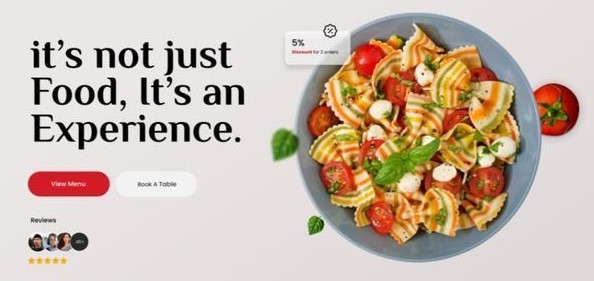 it’s not just
Food, It’s an
Experience.
5%
Discount for 2 orders
View Menu
Book A Table
Reviews